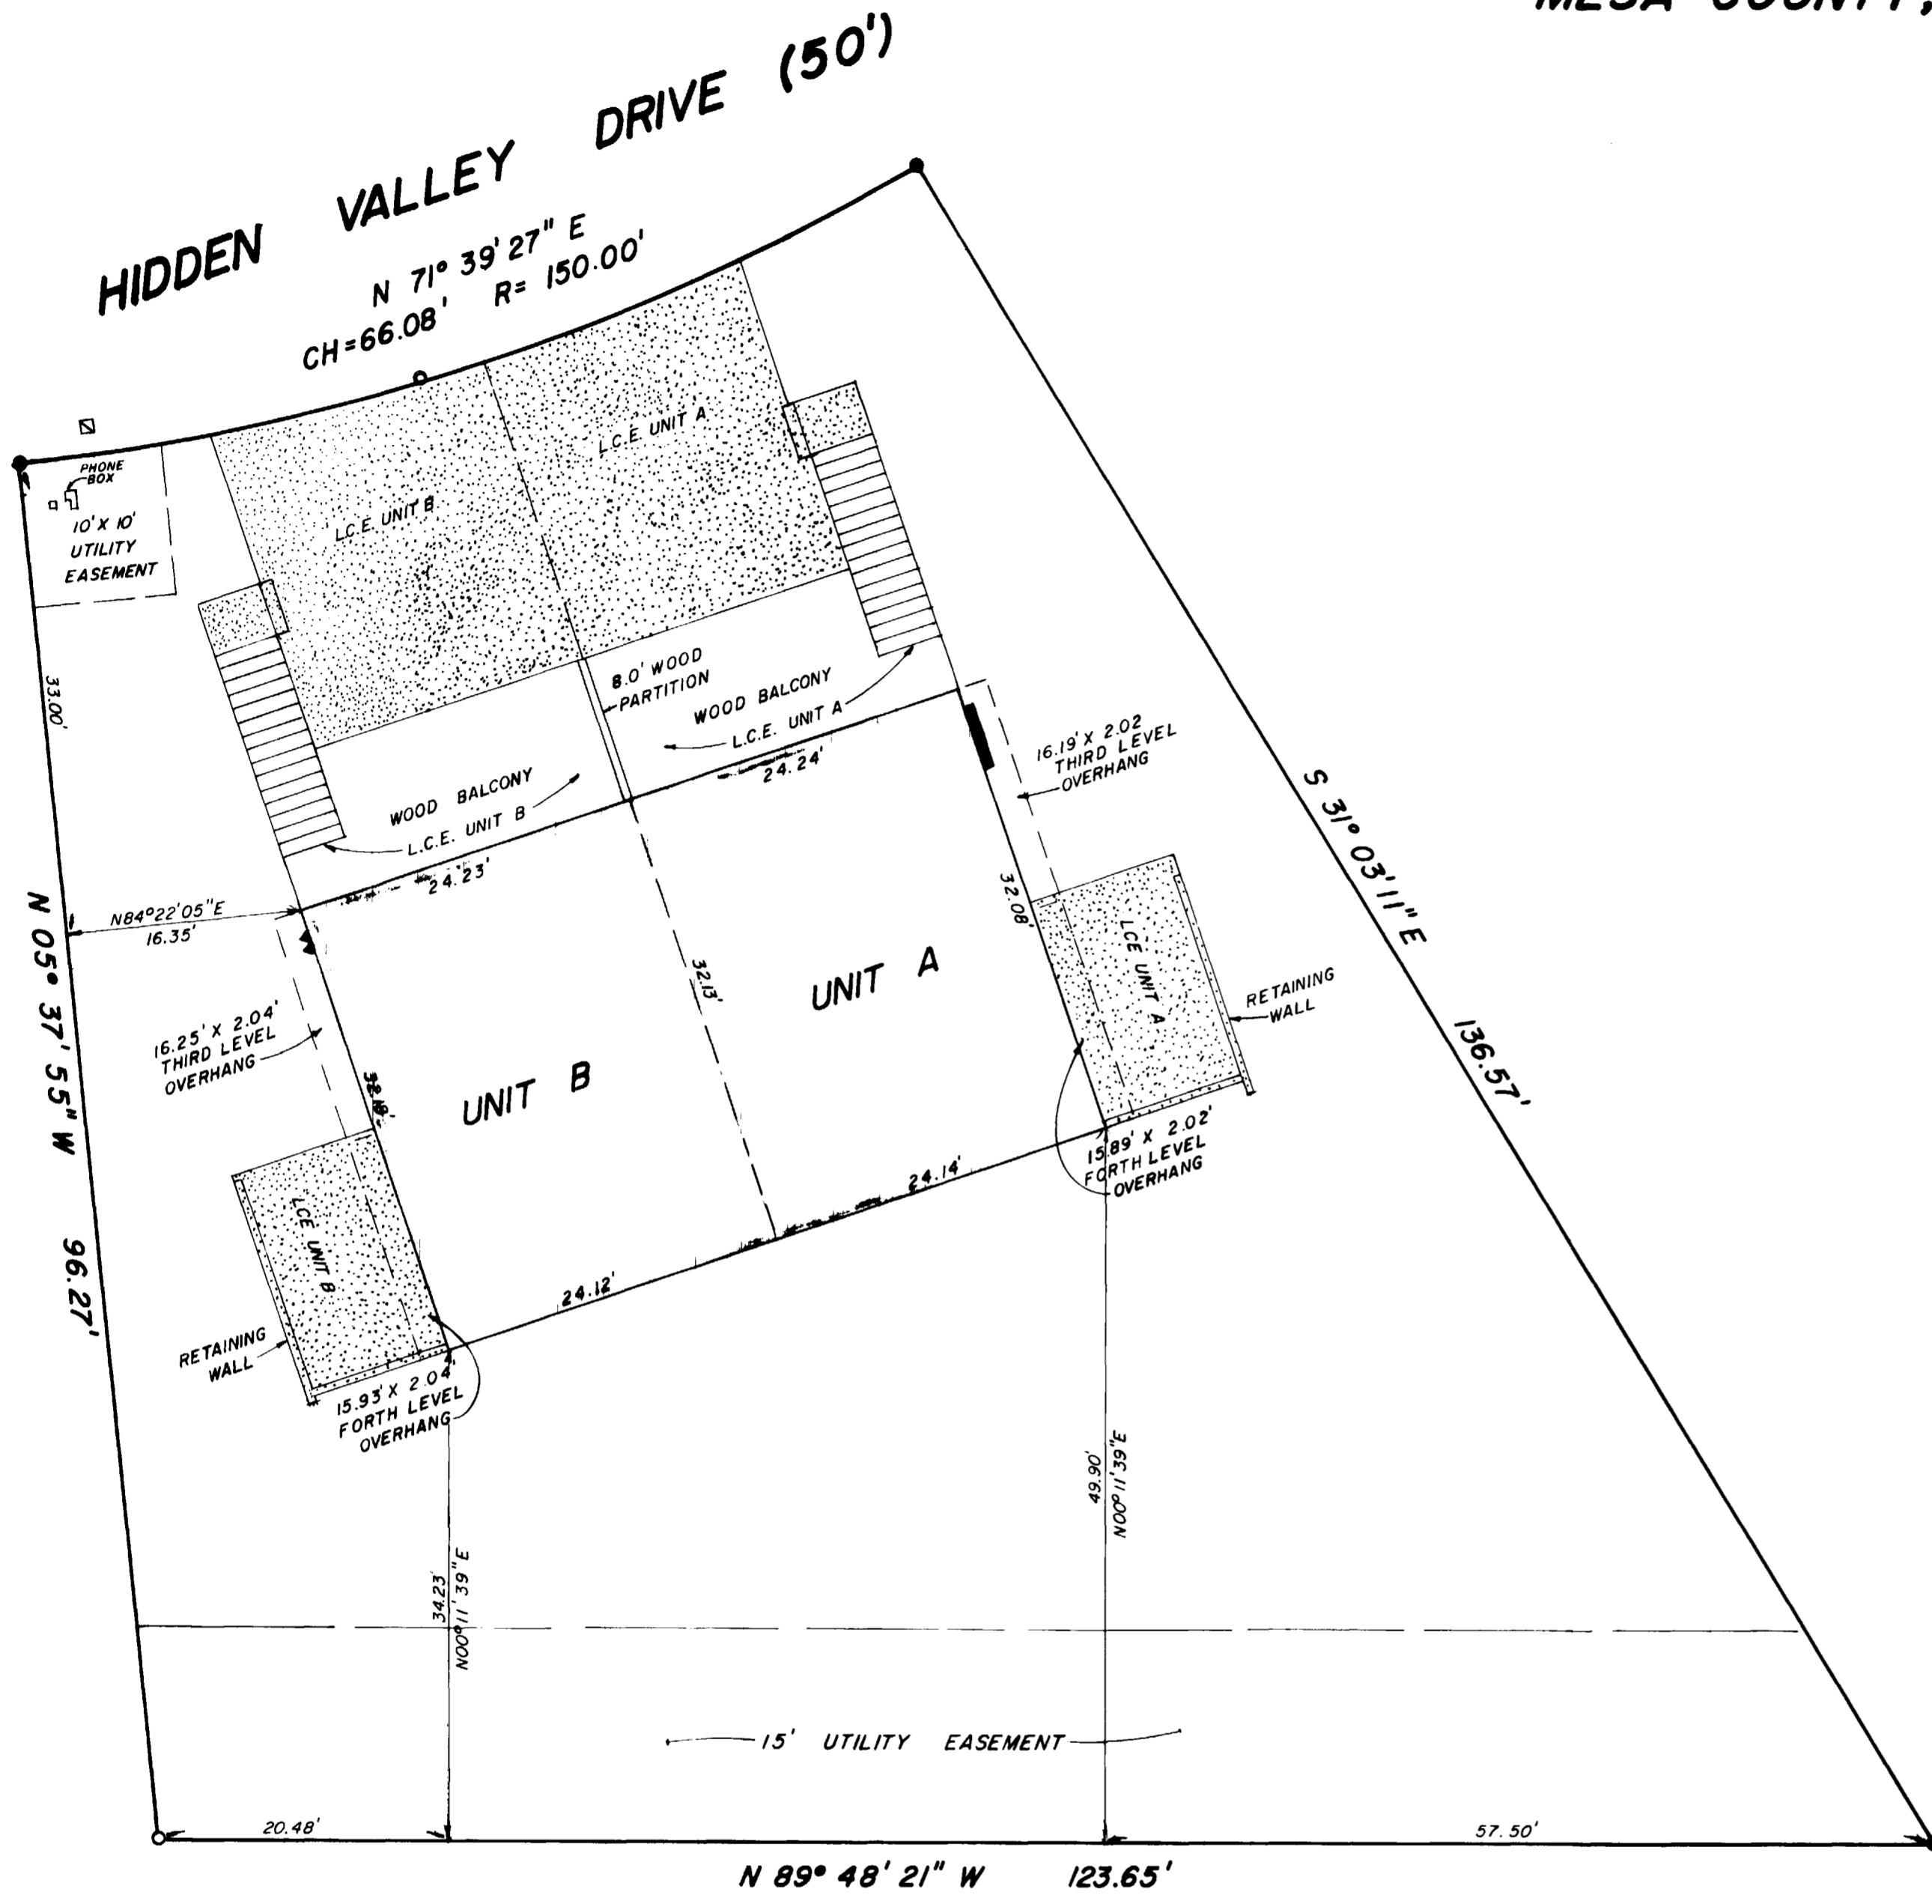 HIDDEN VALLEY DRIVE (50')
N 71° 39' 27" E
CH=66.08' R= 150.00'
PHONE
BOX
10' X 10'
UTILITY
EASEMENT
L.C.E. UNIT B
L.C.E. UNIT A
33.00'
8.0' WOOD
PARTITION
WOOD BALCONY
L.C.E. UNIT A
24.24'
WOOD BALCONY
L.C.E. UNIT B
24.23'
16.19' X 2.02
THIRD LEVEL
OVERHANG
S 31° 03' 11" E
136.57'
N 05° 37' 55" W
96.27'
N84°22'05"E
16.35'
32.08'
LCE UNIT A
RETAINING
WALL
32.13'
UNIT A
UNIT B
16.25' X 2.04'
THIRD LEVEL
OVERHANG
15.89' X 2.02'
FORTH LEVEL
OVERHANG
24.14'
24.12'
LCE UNIT B
RETAINING
WALL
15.93' X 2.04'
FORTH LEVEL
OVERHANG
34.23'
N00°11'39"E
49.90'
N00°11'39"E
15' UTILITY EASEMENT
20.48'
57.50'
N 89° 48' 21" W 123.65'